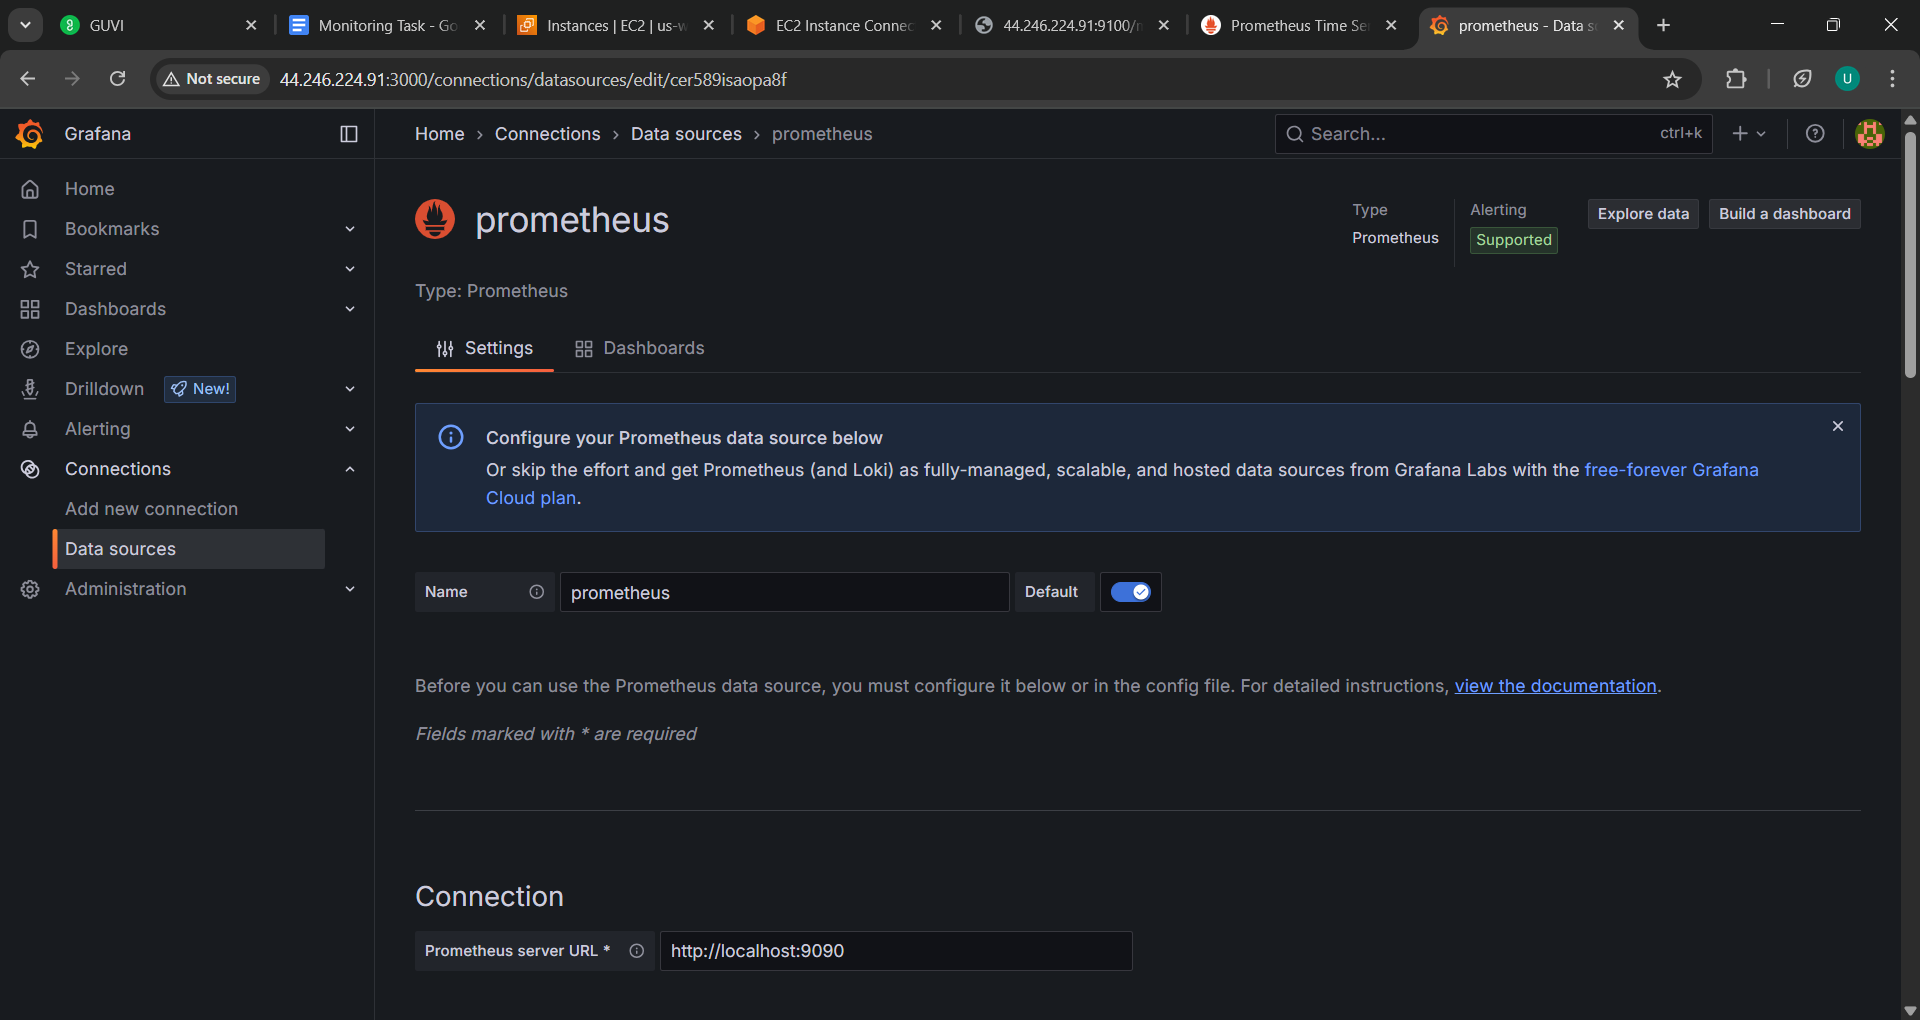 GUVI
Monitoring Task - Go
Instances | EC2 | us-w
EC2 Instance Connec
44.246.224.91:9100/m
Prometheus Time Se
prometheus - Data s
Not secure
44.246.224.91:3000/connections/datasources/edit/cer589isaopa8f
U
Grafana
Home › Connections › Data sources › prometheus
Search...
ctrl+k
Home
Bookmarks
Starred
Dashboards
Explore
Drilldown
New!
Alerting
Connections
Add new connection
Data sources
Administration
prometheus
Type
Prometheus
Alerting
Supported
Explore data
Build a dashboard
Type: Prometheus
Settings
Dashboards
Configure your Prometheus data source below
Or skip the effort and get Prometheus (and Loki) as fully-managed, scalable, and hosted data sources from Grafana Labs with the free-forever Grafana
Cloud plan.
Name
prometheus
Default
Before you can use the Prometheus data source, you must configure it below or in the config file. For detailed instructions, view the documentation.
Fields marked with * are required
Connection
Prometheus server URL *
http://localhost:9090